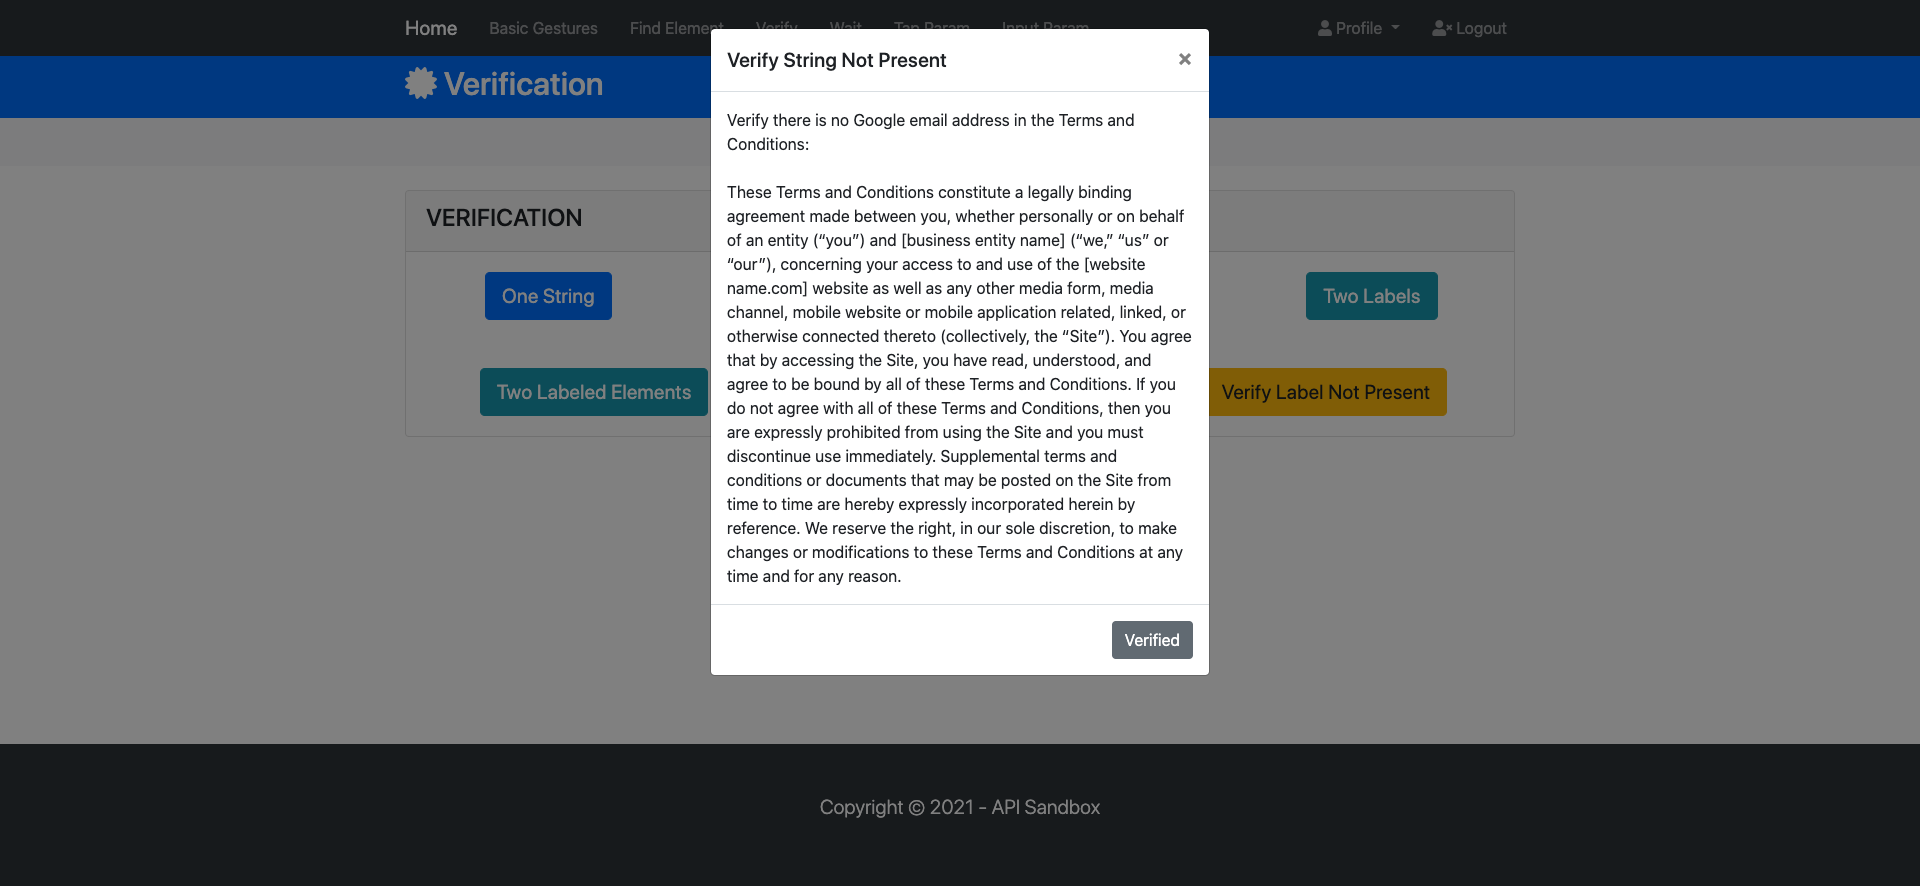 Home Basic Gestures Find Element Verify Wait Tap Param Input Param Profile Logout
Verification
Verify String Not Present ×
Verify there is no Google email address in the Terms and
Conditions:
These Terms and Conditions constitute a legally binding
agreement made between you, whether personally or on behalf
of an entity (“you”) and [business entity name] (“we,” “us” or
“our”), concerning your access to and use of the [website
name.com] website as well as any other media form, media
channel, mobile website or mobile application related, linked, or
otherwise connected thereto (collectively, the “Site”). You agree
that by accessing the Site, you have read, understood, and
agree to be bound by all of these Terms and Conditions. If you
do not agree with all of these Terms and Conditions, then you
are expressly prohibited from using the Site and you must
discontinue use immediately. Supplemental terms and
conditions or documents that may be posted on the Site from
time to time are hereby expressly incorporated herein by
reference. We reserve the right, in our sole discretion, to make
changes or modifications to these Terms and Conditions at any
time and for any reason.
Verified
VERIFICATION
One String
Two Labels
Two Labeled Elements
Verify Label Not Present
Copyright © 2021 - API Sandbox